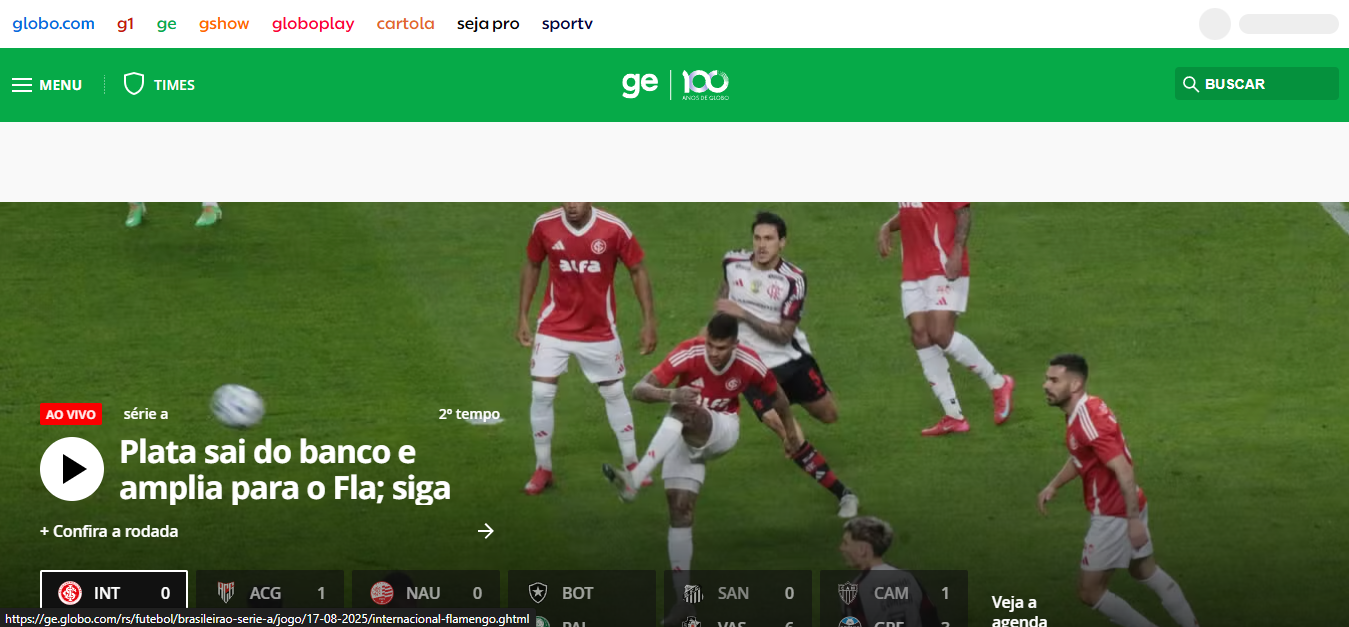 globo.com g1 ge gshow globoplay cartola seja pro sportv
MENU TIMES ge 100 BUSCAR
ANOS DE GLOBO
alfa
alfa
AO VIVO série a 2º tempo
Plata sai do banco e
amplia para o Fla; siga
+ Confira a rodada
INT 0 ACG 1 NAU 0 BOT SAN 0 CAM 1
Veja a
agenda
PAL VAS 6 GRE 3
https://ge.globo.com/rs/futebol/brasileirao-serie-a/jogo/17-08-2025/internacional-flamengo.ghtml